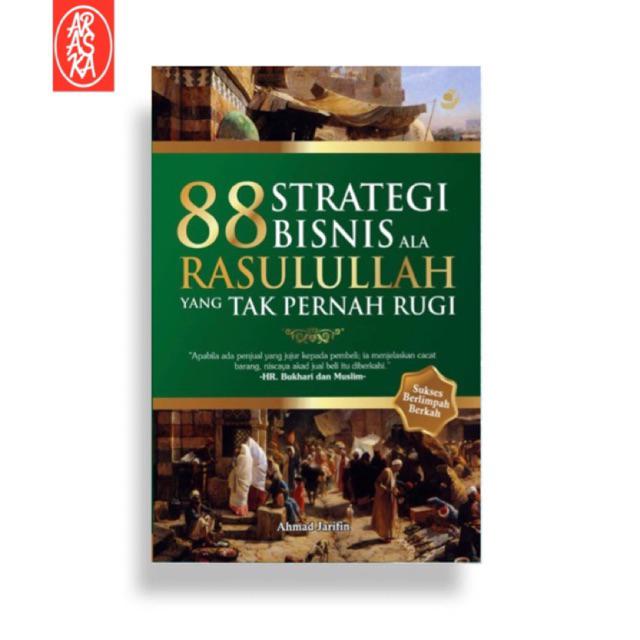 ARASKA
88 STRATEGI
BISNIS ALA
RASULULLAH
YANG TAK PERNAH RUGI
"Apabila ada penjual yang jujur kepada pembeli; ia menjelaskan cacat
barang, niscaya akad jual beli itu diberkahi."
-HR. Bukhari dan Muslim-
Sukses
Berlimpah
Berkah
Ahmad Jarifin